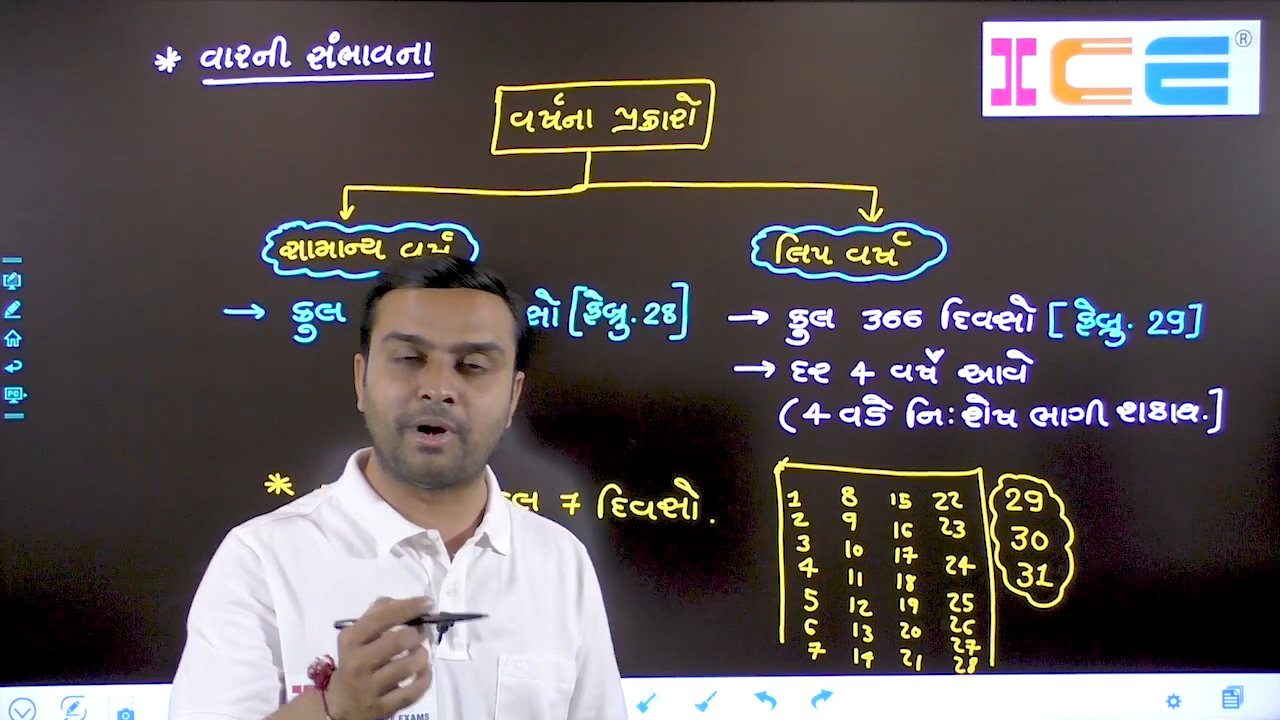 * વારની સંભાવના
ICE ®
વર્ષના પ્રકારો
સામાન્ય વર્ષ
લિપ વર્ષ
→ કુલ સો [ફેબ્રુ. 28]
→ કુલ 366 દિવસો [ફેબ્રુ. 29]
→ દર 4 વર્ષે આવે
(4 વડે નિ:શેષ ભાગી શકાય.]
* લ 7 દિવસો.
1 8 15 22 29
2 9 16 23 30
3 10 17 24 31
4 11 18 25
5 12 19 26
6 13 20 27
7 14 21 28
EXAMS